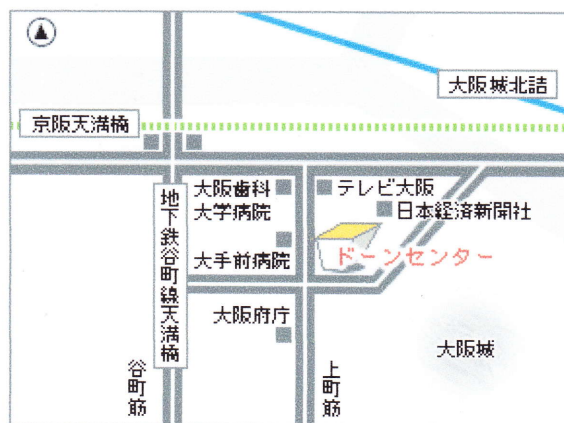 大阪城北詰
京阪天満橋
地下鉄谷町線天満橋
大阪歯科
大学病院
テレビ大阪
日本経済新聞社
大手前病院
ドーンセンター
大阪府庁
大阪城
谷町筋
上町筋